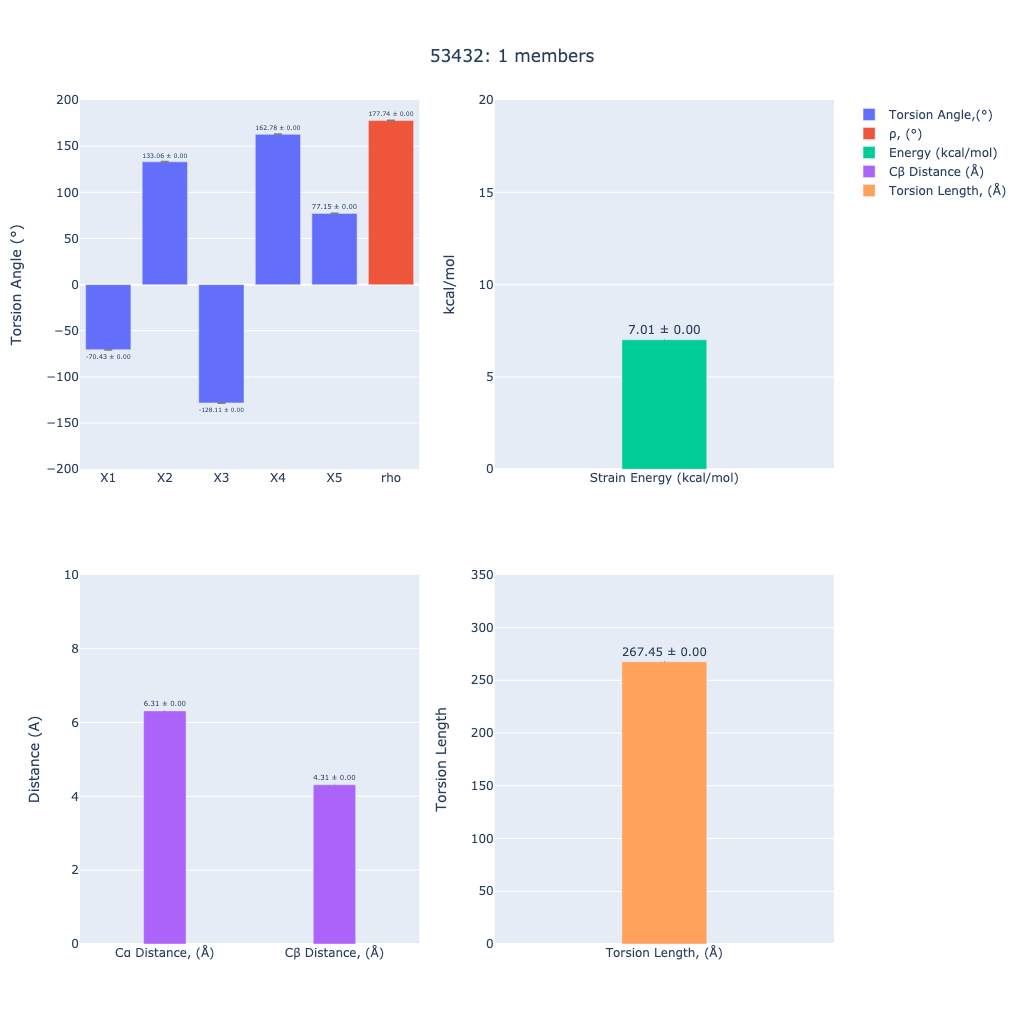 53432: 1 members
Torsion Angle (°)
200
150
100
50
0
−50
−100
−150
−200
-70.43 ± 0.00
133.06 ± 0.00
-128.11 ± 0.00
162.78 ± 0.00
77.15 ± 0.00
177.74 ± 0.00
X1 X2 X3 X4 X5 rho
kcal/mol
20
15
10
5
0
7.01 ± 0.00
Strain Energy (kcal/mol)
Torsion Angle,(°)
ρ, (°)
Energy (kcal/mol)
Cβ Distance (Å)
Torsion Length, (Å)
Distance (A)
10
8
6
4
2
0
6.31 ± 0.00
4.31 ± 0.00
Cα Distance, (Å) Cβ Distance, (Å)
Torsion Length
350
300
250
200
150
100
50
0
267.45 ± 0.00
Torsion Length, (Å)